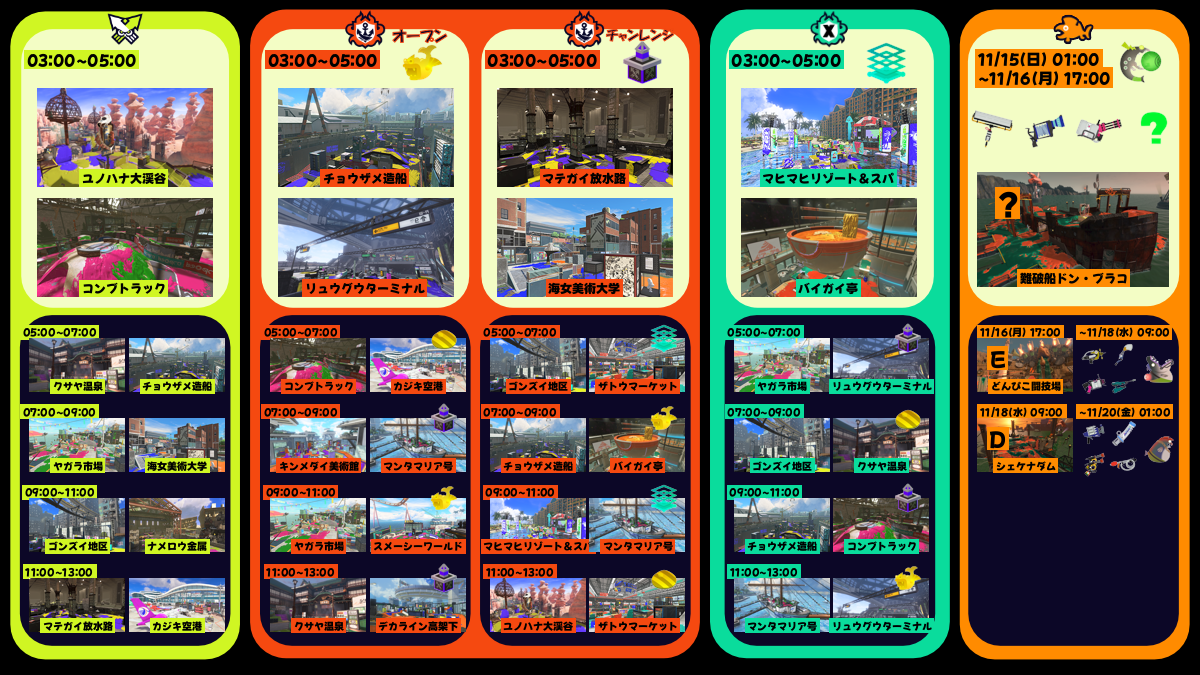 03:00~05:00
ユノハナ大渓谷
コンブトラック
05:00~07:00
クサヤ温泉
チョウザメ造船
07:00~09:00
ヤガラ市場
海女美術大学
09:00~11:00
ゴンズイ地区
ナメロウ金属
11:00~13:00
マテガイ放水路
カジキ空港
オープン
03:00~05:00
チョウザメ造船
リュウグウターミナル
05:00~07:00
コンブトラック
カジキ空港
07:00~09:00
キンメダイ美術館
マンタマリア号
09:00~11:00
ヤガラ市場
スメーシーワールド
11:00~13:00
クサヤ温泉
デカライン高架下
チャンレンジ
03:00~05:00
マテガイ放水路
海女美術大学
05:00~07:00
ゴンズイ地区
ザトウマーケット
07:00~09:00
チョウザメ造船
バイガイ亭
09:00~11:00
マヒマヒリゾート&スパ
マンタマリア号
11:00~13:00
ユノハナ大渓谷
ザトウマーケット
X
03:00~05:00
マヒマヒリゾート&スパ
バイガイ亭
05:00~07:00
ヤガラ市場
リュウグウターミナル
07:00~09:00
ゴンズイ地区
クサヤ温泉
09:00~11:00
チョウザメ造船
コンブトラック
11:00~13:00
マンタマリア号
リュウグウターミナル
11/15(日) 01:00
~11/16(月) 17:00
?
?
難破船ドン・ブラコ
11/16(月) 17:00
~11/18(水) 09:00
E
どんぴこ闘技場
11/18(水) 09:00
~11/20(金) 01:00
D
シェケナダム